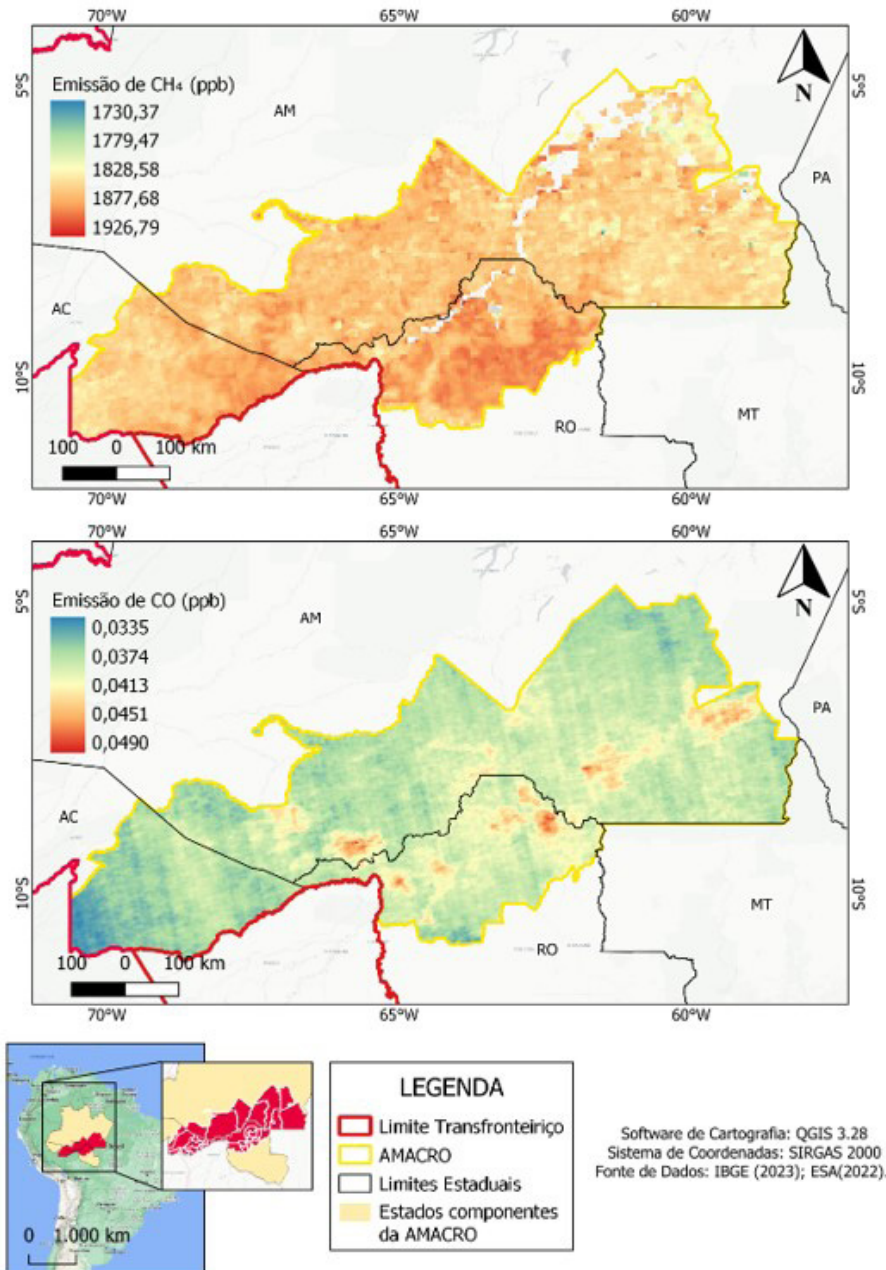 70°W 65°W 60°W
Emissão de CH₄ (ppb)
1730,37
1779,47
1828,58
1877,68
1926,79
AM
N
5°S
5°S
PA
AC
10°S
10°S
MT
RO
100 0 100 km
70°W 65°W 60°W
70°W 65°W 60°W
Emissão de CO (ppb)
0,0335
0,0374
0,0413
0,0451
0,0490
AM
N
5°S
5°S
PA
AC
10°S
10°S
MT
RO
100 0 100 km
70°W 65°W 60°W
0 1.000 km
LEGENDA
Limite Transfronteiriço
AMACRO
Limites Estaduais
Estados componentes
da AMACRO
Software de Cartografia: QGIS 3.28
Sistema de Coordenadas: SIRGAS 2000
Fonte de Dados: IBGE (2023); ESA(2022).